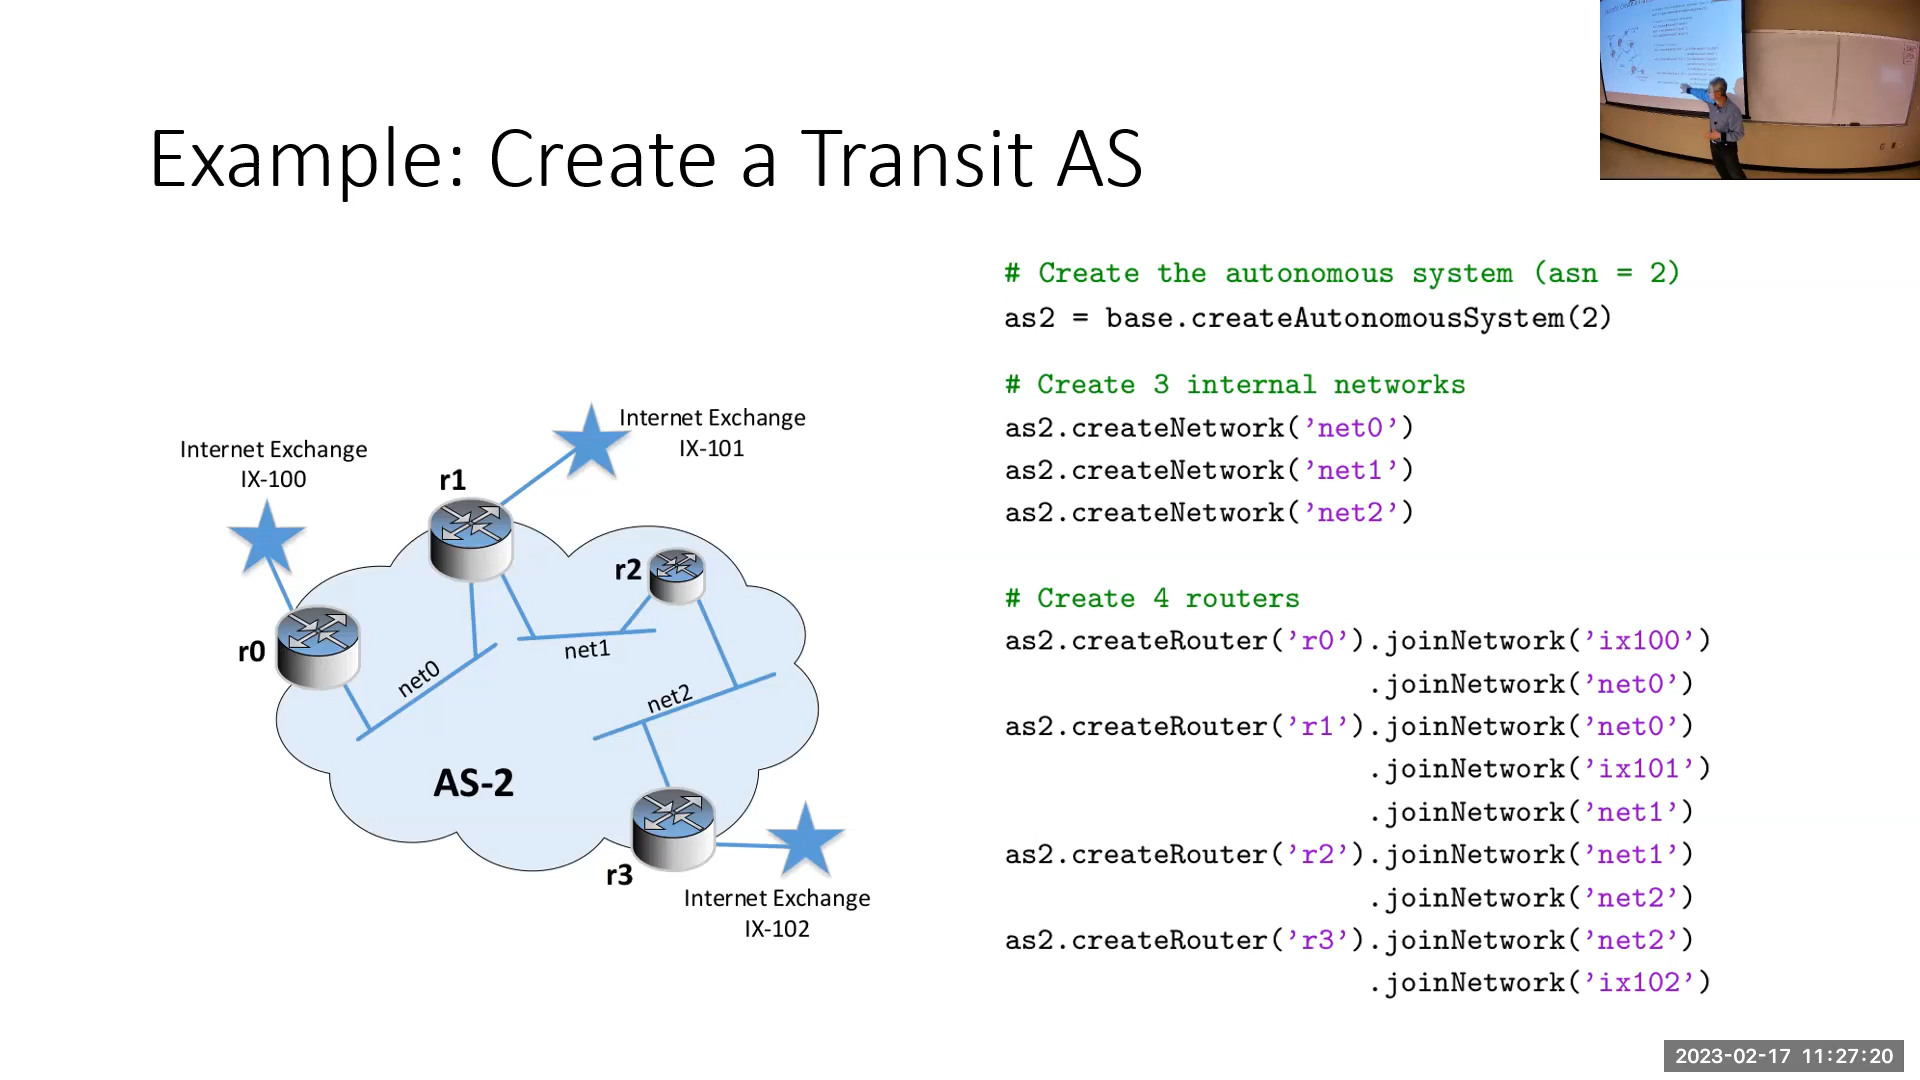 Example: Create a Transit AS
Internet Exchange
IX-100
Internet Exchange
IX-101
r1
r2
r0
net0
net1
net2
AS-2
r3
Internet Exchange
IX-102
# Create the autonomous system (asn = 2)
as2 = base.createAutonomousSystem(2)
# Create 3 internal networks
as2.createNetwork(’net0’)
as2.createNetwork(’net1’)
as2.createNetwork(’net2’)
# Create 4 routers
as2.createRouter(’r0’).joinNetwork(’ix100’)
.joinNetwork(’net0’)
as2.createRouter(’r1’).joinNetwork(’net0’)
.joinNetwork(’ix101’)
.joinNetwork(’net1’)
as2.createRouter(’r2’).joinNetwork(’net1’)
.joinNetwork(’net2’)
as2.createRouter(’r3’).joinNetwork(’net2’)
.joinNetwork(’ix102’)
2023-02-17 11:27:20